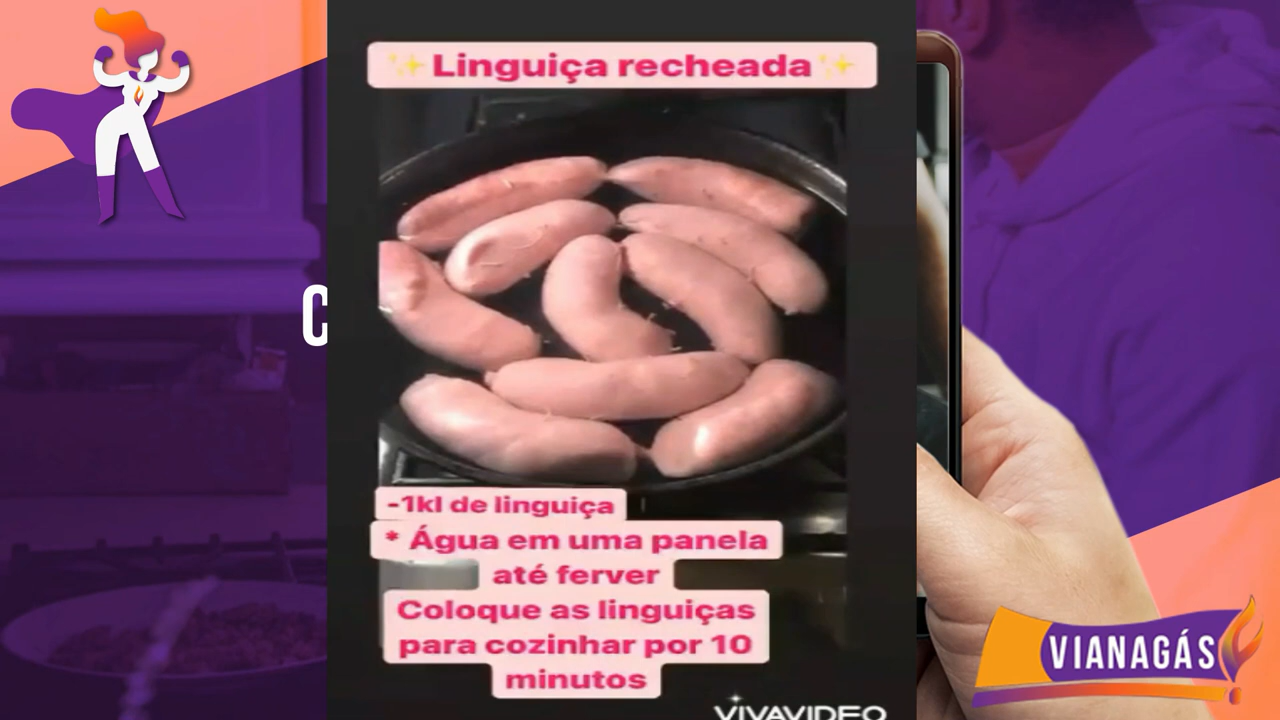 ✨ Linguiça recheada ✨
C
-1kl de linguiça
* Água em uma panela
até ferver
Coloque as linguiças
para cozinhar por 10
minutos
VIANAGÁS
VIVAVIDEO